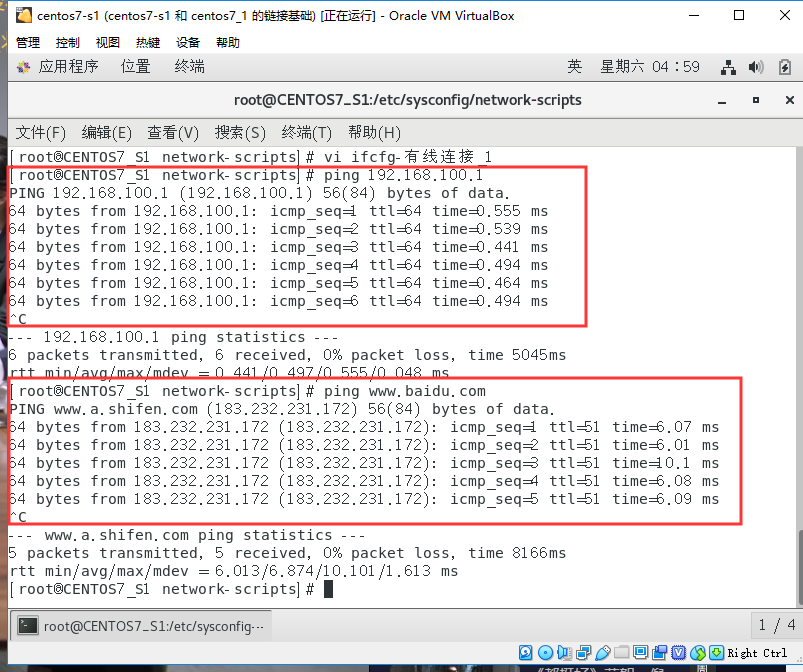 centos7-s1 (centos7-s1 和 centos7_1 的链接基础) [正在运行] - Oracle VM VirtualBox
管理 控制 视图 热键 设备 帮助
应用程序 位置 终端 英 星期六 04：59
root@CENTOS7_S1:/etc/sysconfig/network-scripts
文件(F) 编辑(E) 查看(V) 搜索(S) 终端(T) 帮助(H)
[root@CENTOS7_S1 network-scripts]# vi ifcfg-有线连接_1
[root@CENTOS7_S1 network-scripts]# ping 192.168.100.1
PING 192.168.100.1 (192.168.100.1) 56(84) bytes of data.
64 bytes from 192.168.100.1: icmp_seq=1 ttl=64 time=0.555 ms
64 bytes from 192.168.100.1: icmp_seq=2 ttl=64 time=0.539 ms
64 bytes from 192.168.100.1: icmp_seq=3 ttl=64 time=0.441 ms
64 bytes from 192.168.100.1: icmp_seq=4 ttl=64 time=0.494 ms
64 bytes from 192.168.100.1: icmp_seq=5 ttl=64 time=0.464 ms
64 bytes from 192.168.100.1: icmp_seq=6 ttl=64 time=0.494 ms
^C
--- 192.168.100.1 ping statistics ---
6 packets transmitted, 6 received, 0% packet loss, time 5045ms
rtt min/avg/max/mdev = 0.441/0.497/0.555/0.048 ms
[root@CENTOS7_S1 network-scripts]# ping www.baidu.com
PING www.a.shifen.com (183.232.231.172) 56(84) bytes of data.
64 bytes from 183.232.231.172 (183.232.231.172): icmp_seq=1 ttl=51 time=6.07 ms
64 bytes from 183.232.231.172 (183.232.231.172): icmp_seq=2 ttl=51 time=6.01 ms
64 bytes from 183.232.231.172 (183.232.231.172): icmp_seq=3 ttl=51 time=10.1 ms
64 bytes from 183.232.231.172 (183.232.231.172): icmp_seq=4 ttl=51 time=6.08 ms
64 bytes from 183.232.231.172 (183.232.231.172): icmp_seq=5 ttl=51 time=6.09 ms
^C
--- www.a.shifen.com ping statistics ---
5 packets transmitted, 5 received, 0% packet loss, time 8166ms
rtt min/avg/max/mdev = 6.013/6.874/10.101/1.613 ms
[root@CENTOS7_S1 network-scripts]#
root@CENTOS7_S1:/etc/sysconfig··· 1 / 4
Right Ctrl